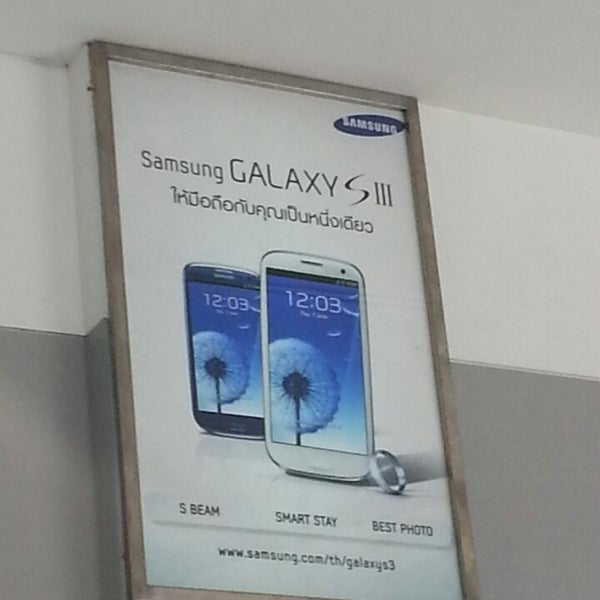 SAMSUNG
Samsung GALAXY S III
ให้มือถือกับคุณเป็นหนึ่งเดียว
12:03
12:03
S BEAM
SMART STAY
BEST PHOTO
www.samsung.com/th/galaxys3